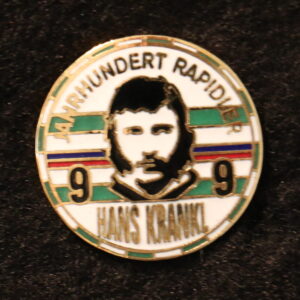 JAHRHUNDERT RAPIDLER
9 9
HANS KRANKL